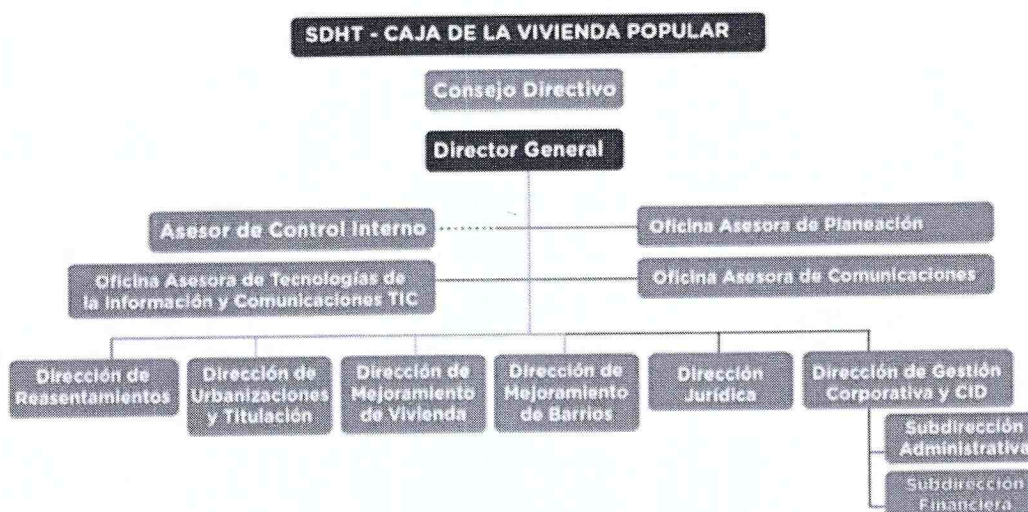 SDHT - CAJA DE LA VIVIENDA POPULAR
Consejo Directivo
Director General
Asesor de Control Interno
Oficina Asesora de Planeación
Oficina Asesora de Tecnologías de
la Información y Comunicaciones TIC
Oficina Asesora de Comunicaciones
Dirección de
Reasentamientos
Dirección de
Urbanizaciones
y Titulación
Dirección de
Mejoramiento
de Vivienda
Dirección de
Mejoramiento
de Barrios
Dirección
Jurídica
Dirección de Gestión
Corporativa y CID
Subdirección
Administrativa
Subdirección
Financiera